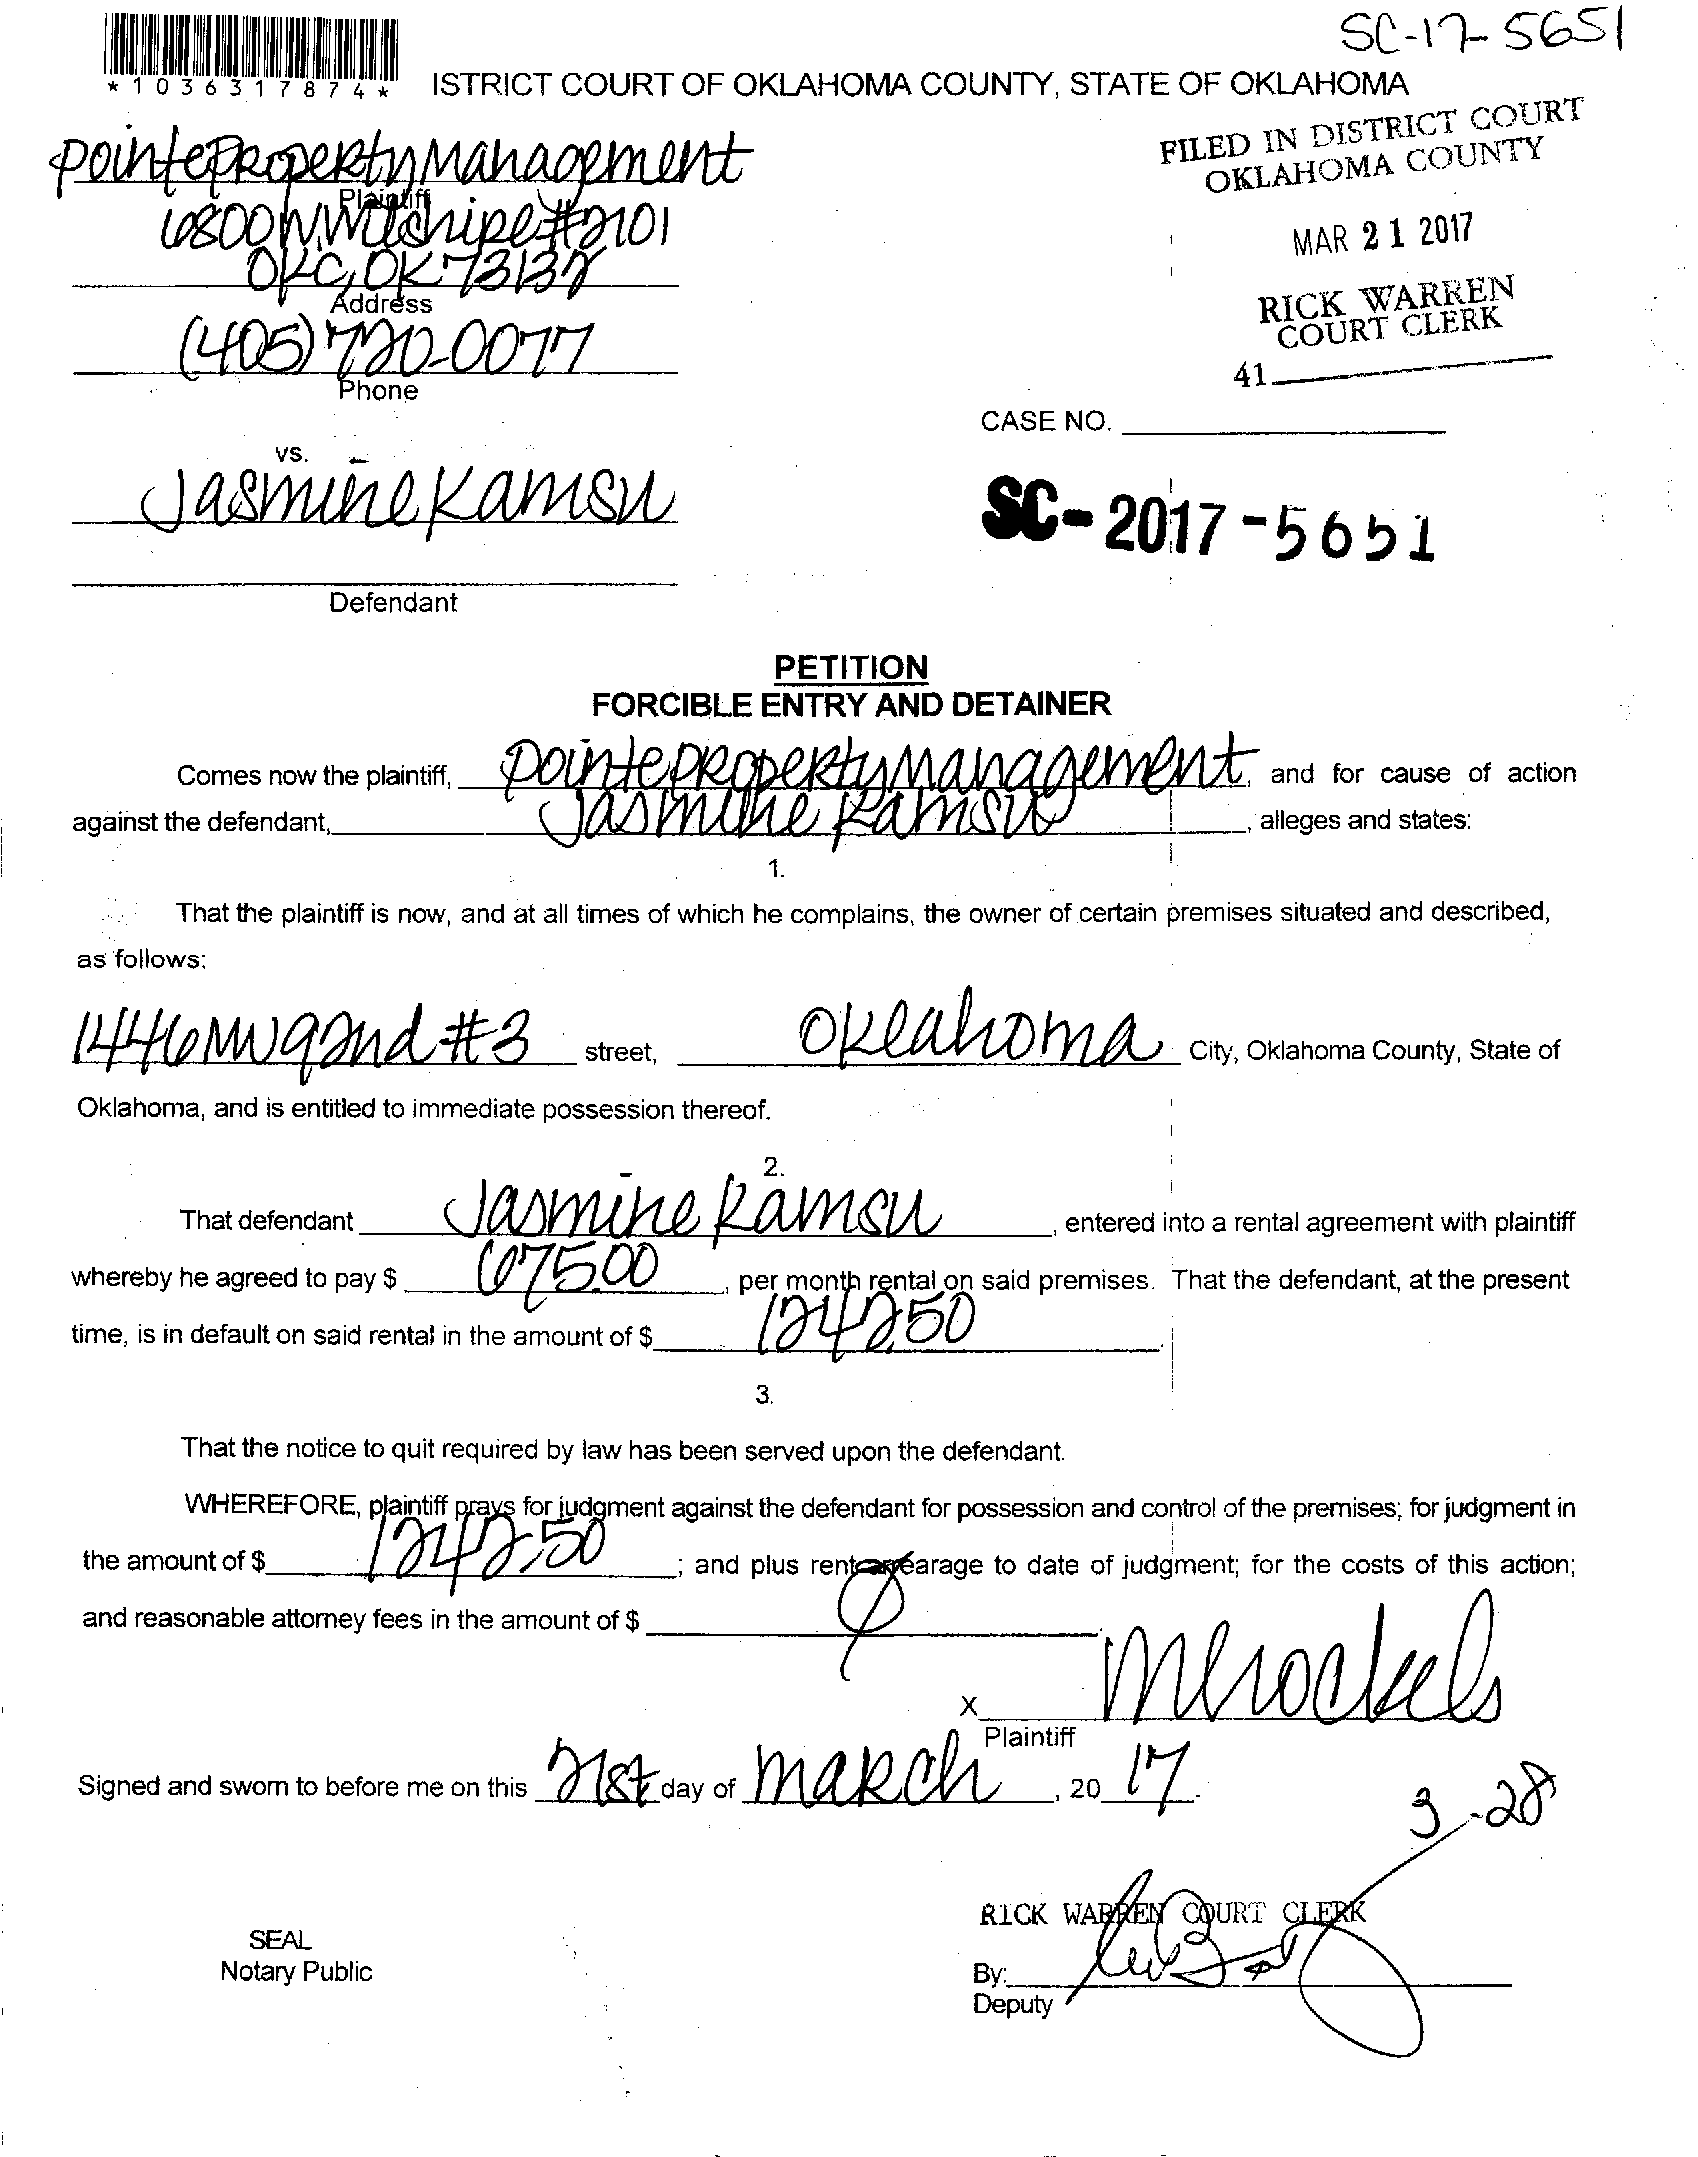 SC-17-5651
*1036317874*
ISTRICT COURT OF OKLAHOMA COUNTY, STATE OF OKLAHOMA
FILED IN DISTRICT COURT
OKLAHOMA COUNTY
MAR 21 2017
RICK WARREN
COURT CLERK
41
Pointe Property Management
Plaintiff
6800 W. Wilshire #2101
OKC, OK 73132
Address
(405) 720-0077
Phone
CASE NO.
vs.
Jasmine Kamsu
SC-2017-5651
Defendant
PETITION
FORCIBLE ENTRY AND DETAINER
Comes now the plaintiff, Pointe Property Management, and for cause of action
against the defendant, Jasmine Kamsu, alleges and states:
1.
That the plaintiff is now, and at all times of which he complains, the owner of certain premises situated and described,
as follows:
1446 NW 92nd #3 street, Oklahoma City, Oklahoma County, State of
Oklahoma, and is entitled to immediate possession thereof.
2.
That defendant Jasmine Kamsu, entered into a rental agreement with plaintiff
whereby he agreed to pay $ 675.00, per month rental on said premises. That the defendant, at the present
time, is in default on said rental in the amount of $ 1242.50.
3.
That the notice to quit required by law has been served upon the defendant.
WHEREFORE, plaintiff prays for judgment against the defendant for possession and control of the premises; for judgment in
the amount of $ 1242.50; and plus rent arrearage to date of judgment; for the costs of this action;
and reasonable attorney fees in the amount of $
X
Plaintiff
Signed and sworn to before me on this 21st day of March, 20 17.
3-28
RICK WARREN COURT CLERK
SEAL
Notary Public
By:
Deputy